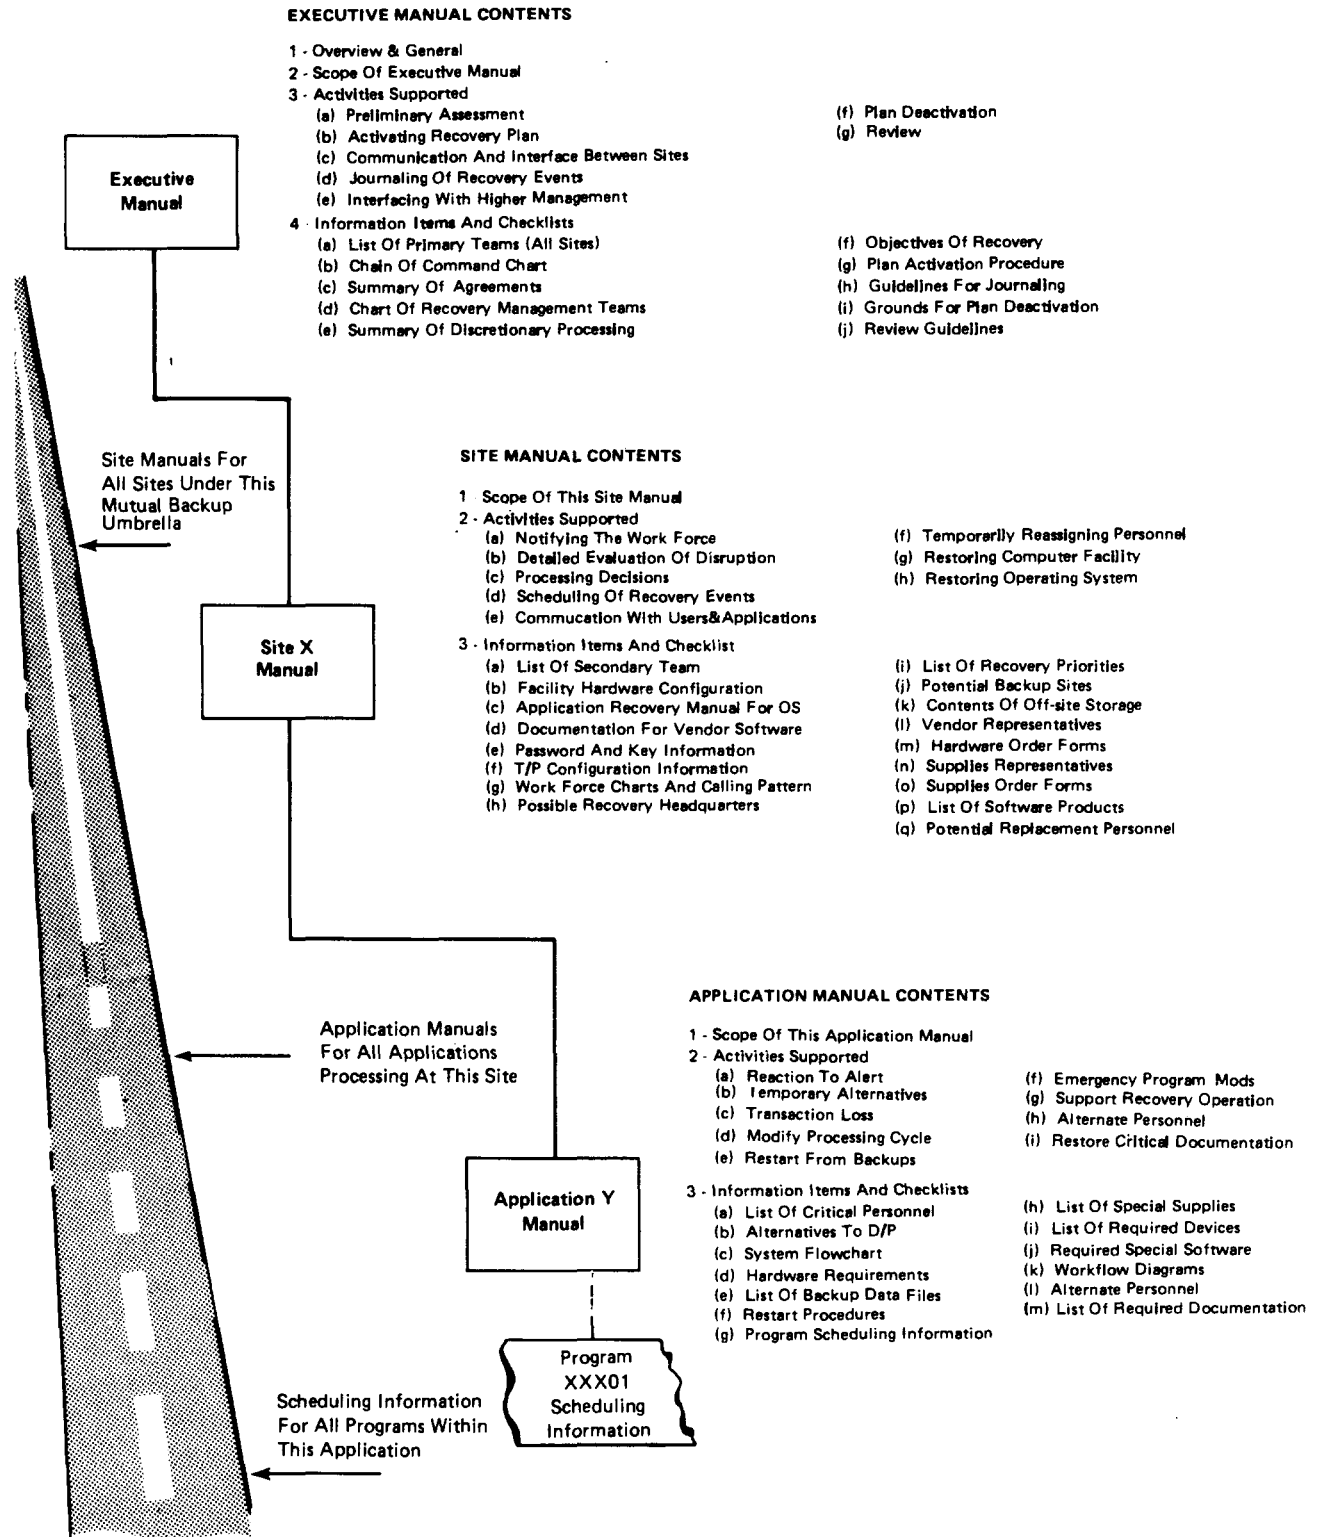 EXECUTIVE MANUAL CONTENTS
1 - Overview & General
2 - Scope Of Executive Manual
3 - Activities Supported
(a) Preliminary Assessment
(b) Activating Recovery Plan
(c) Communication And Interface Between Sites
(d) Journaling Of Recovery Events
(e) Interfacing With Higher Management
(f) Plan Deactivation
(g) Review
4 - Information Items And Checklists
(a) List Of Primary Teams (All Sites)
(b) Chain Of Command Chart
(c) Summary Of Agreements
(d) Chart Of Recovery Management Teams
(e) Summary Of Discretionary Processing
(f) Objectives Of Recovery
(g) Plan Activation Procedure
(h) Guidelines For Journaling
(i) Grounds For Plan Deactivation
(j) Review Guidelines
Executive
Manual
Site Manuals For
All Sites Under This
Mutual Backup
Umbrella
SITE MANUAL CONTENTS
1 Scope Of This Site Manual
2 - Activities Supported
(a) Notifying The Work Force
(b) Detailed Evaluation Of Disruption
(c) Processing Decisions
(d) Scheduling Of Recovery Events
(e) Commucation With Users&Applications
(f) Temporarily Reassigning Personnel
(g) Restoring Computer Facility
(h) Restoring Operating System
3 - Information Items And Checklist
(a) List Of Secondary Team
(b) Facility Hardware Configuration
(c) Application Recovery Manual For OS
(d) Documentation For Vendor Software
(e) Password And Key Information
(f) T/P Configuration Information
(g) Work Force Charts And Calling Pattern
(h) Possible Recovery Headquarters
(i) List Of Recovery Priorities
(j) Potential Backup Sites
(k) Contents Of Off-site Storage
(l) Vendor Representatives
(m) Hardware Order Forms
(n) Supplies Representatives
(o) Supplies Order Forms
(p) List Of Software Products
(q) Potential Replacement Personnel
Site X
Manual
Application Manuals
For All Applications
Processing At This Site
APPLICATION MANUAL CONTENTS
1 - Scope Of This Application Manual
2 - Activities Supported
(a) Reaction To Alert
(b) Temporary Alternatives
(c) Transaction Loss
(d) Modify Processing Cycle
(e) Restart From Backups
(f) Emergency Program Mods
(g) Support Recovery Operation
(h) Alternate Personnel
(i) Restore Critical Documentation
3 - Information Items And Checklists
(a) List Of Critical Personnel
(b) Alternatives To D/P
(c) System Flowchart
(d) Hardware Requirements
(e) List Of Backup Data Files
(f) Restart Procedures
(g) Program Scheduling Information
(h) List Of Special Supplies
(i) List Of Required Devices
(j) Required Special Software
(k) Workflow Diagrams
(l) Alternate Personnel
(m) List Of Required Documentation
Application Y
Manual
Program
XXX01
Scheduling
Information
Scheduling Information
For All Programs Within
This Application